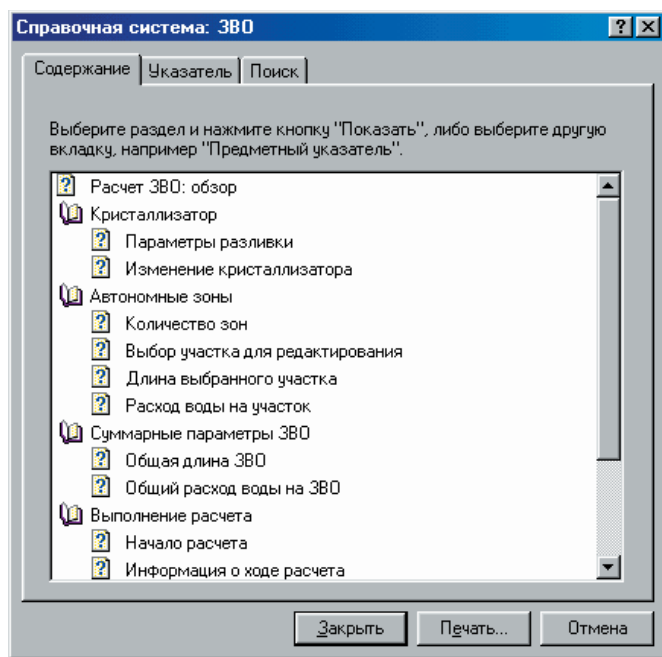 Справочная система: ЗВО
Содержание
Указатель
Поиск
Выберите раздел и нажмите кнопку "Показать", либо выберите другую
вкладку, например "Предметный указатель".
Расчет ЗВО: обзор
Кристаллизатор
Параметры разливки
Изменение кристаллизатора
Автономные зоны
Количество зон
Выбор участка для редактирования
Длина выбранного участка
Расход воды на участок
Суммарные параметры ЗВО
Общая длина ЗВО
Общий расход воды на ЗВО
Выполнение расчета
Начало расчета
Информация о ходе расчета
Закрыть
Печать...
Отмена